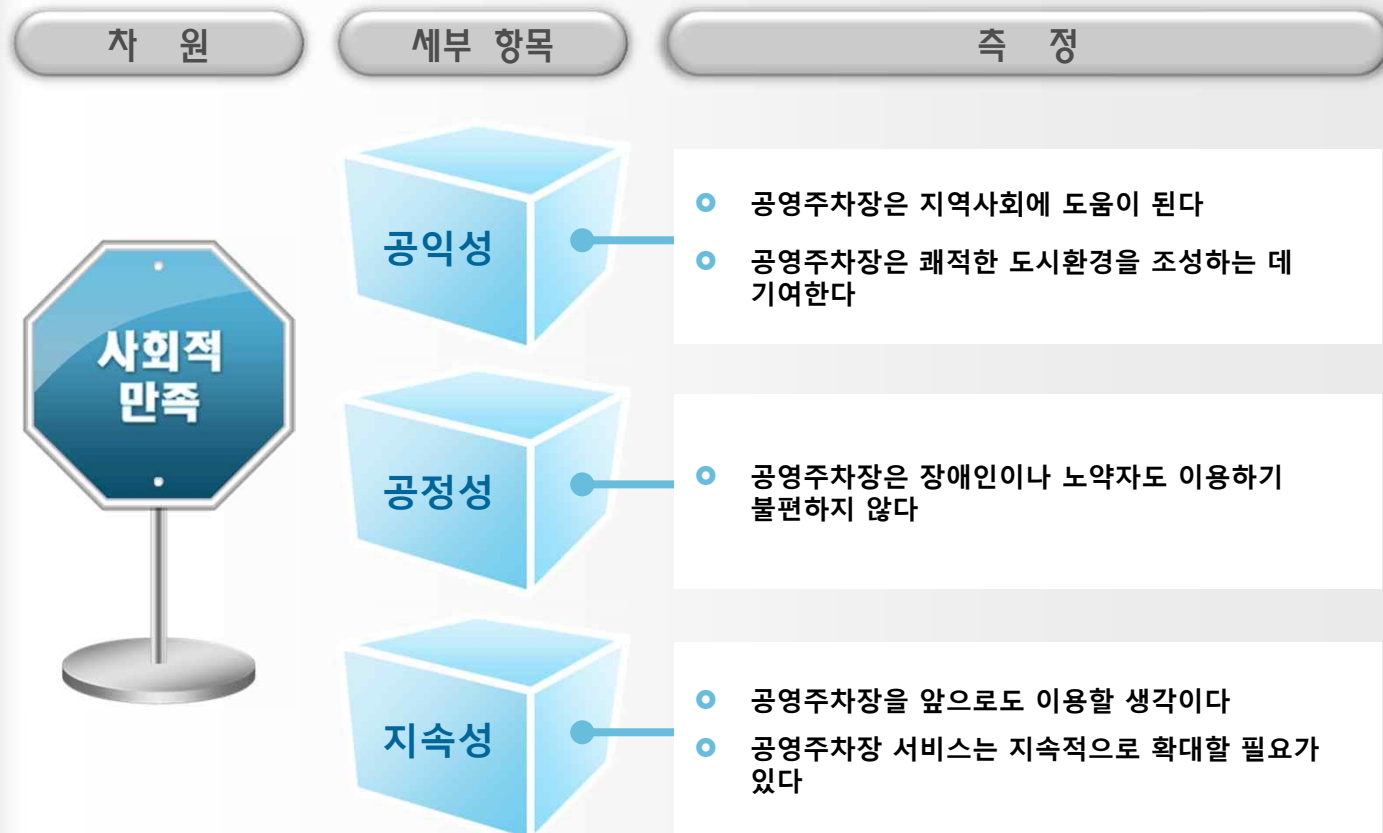 차 원
세부 항목
측 정
사회적
만족
공익성
공영주차장은 지역사회에 도움이 된다
공영주차장은 쾌적한 도시환경을 조성하는 데
기여한다
공정성
공영주차장은 장애인이나 노약자도 이용하기
불편하지 않다
지속성
공영주차장을 앞으로도 이용할 생각이다
공영주차장 서비스는 지속적으로 확대할 필요가
있다